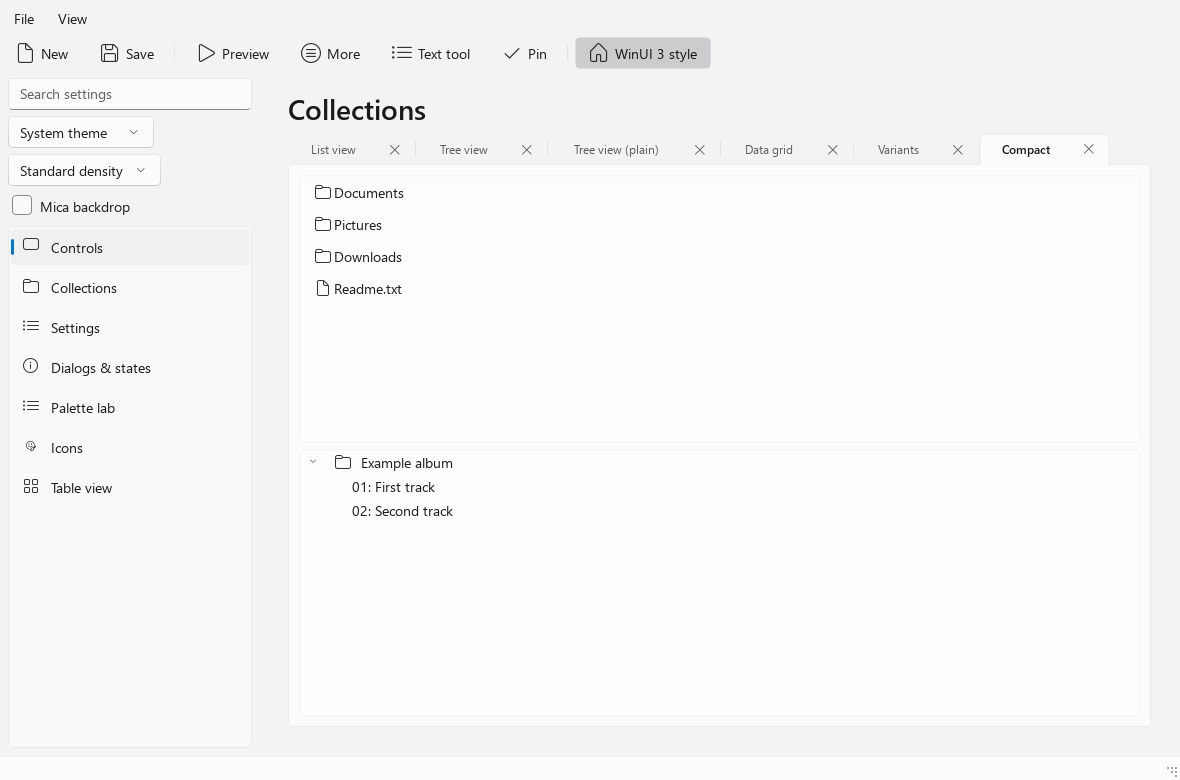 File View
New Save Preview More Text tool Pin WinUI 3 style
Search settings
System theme
Standard density
Mica backdrop
Controls
Collections
Settings
Dialogs & states
Palette lab
Icons
Table view
Collections
List view Tree view Tree view (plain) Data grid Variants Compact
Documents
Pictures
Downloads
Readme.txt
Example album
01: First track
02: Second track